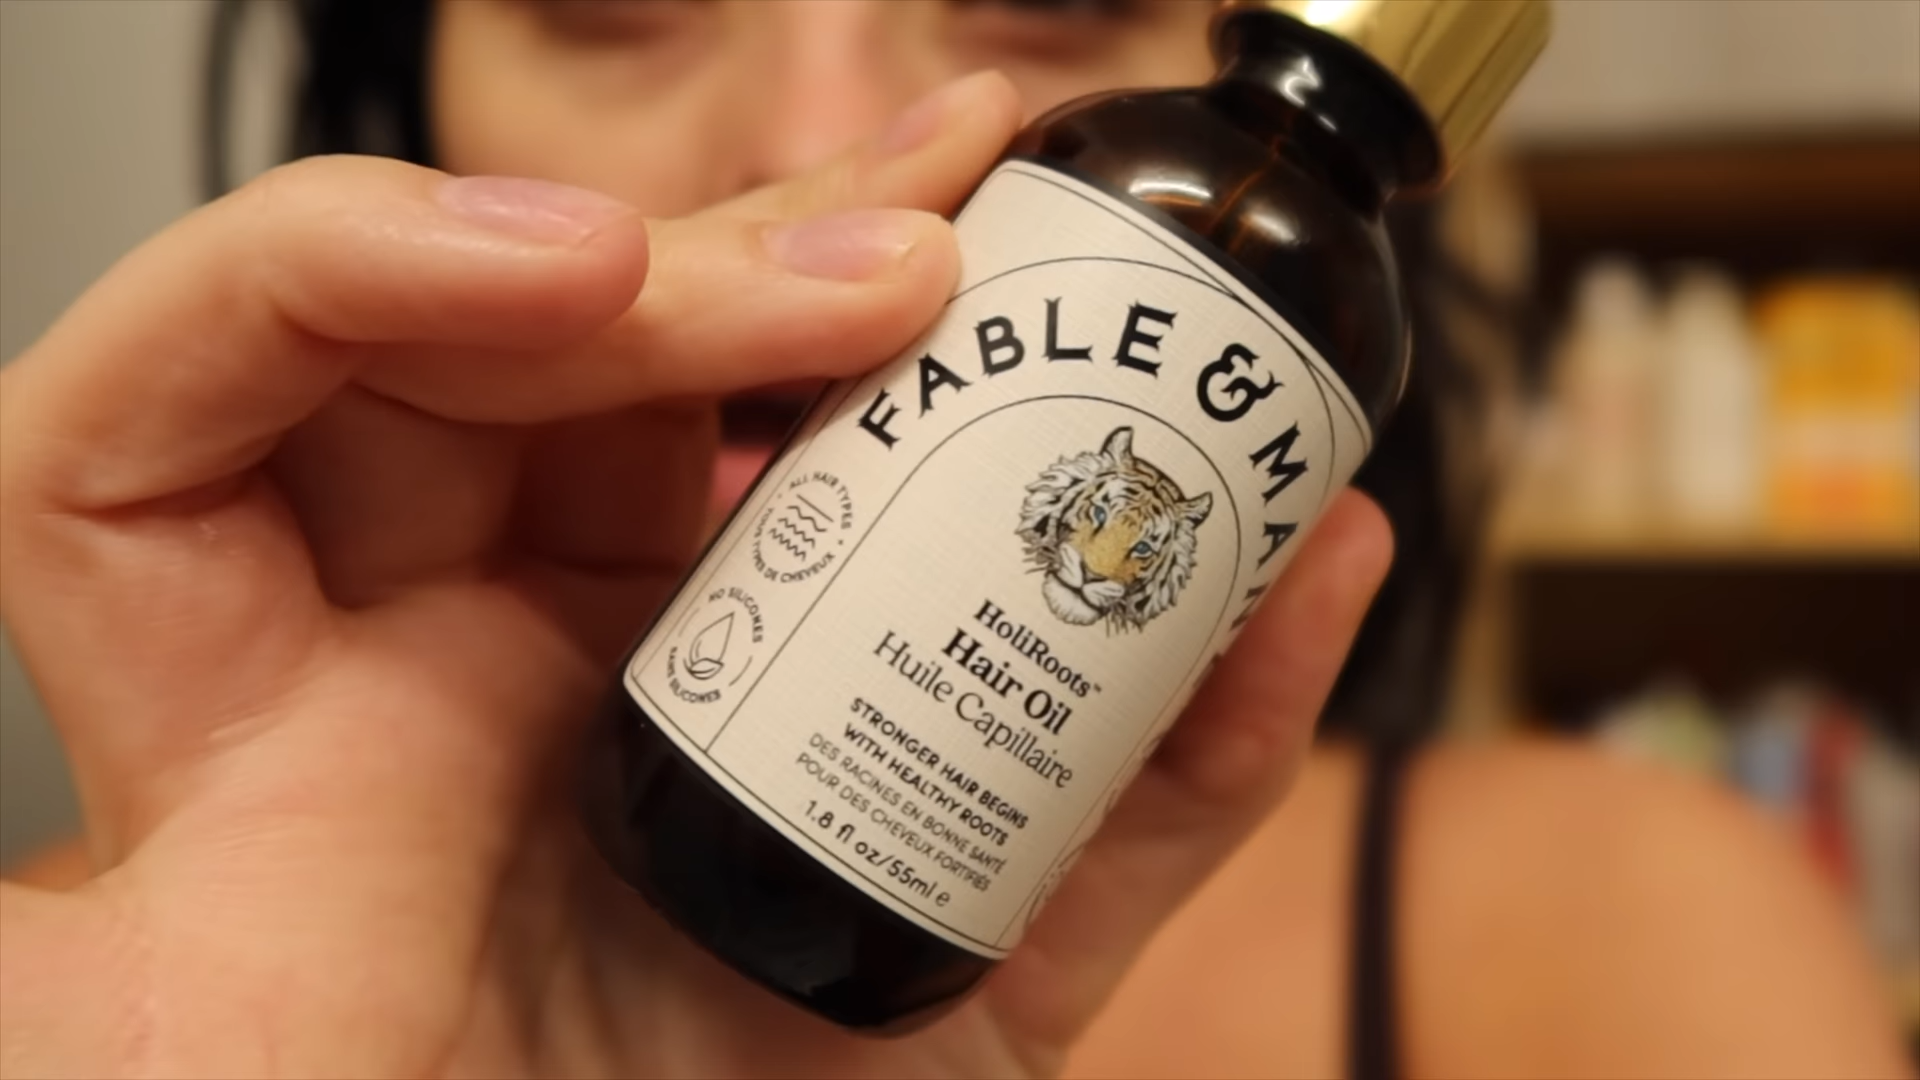 FABLE & MAN
ALL HAIR TYPES
TOUS TYPES DE CHEVEUX
NO SILICONES
SANS SILICONES
HoliRoots™
Hair Oil
Huile Capillaire
STRONGER HAIR BEGINS
WITH HEALTHY ROOTS
DES RACINES EN BONNE SANTÉ
POUR DES CHEVEUX FORTIFIÉS
1.8 fl oz/55ml e